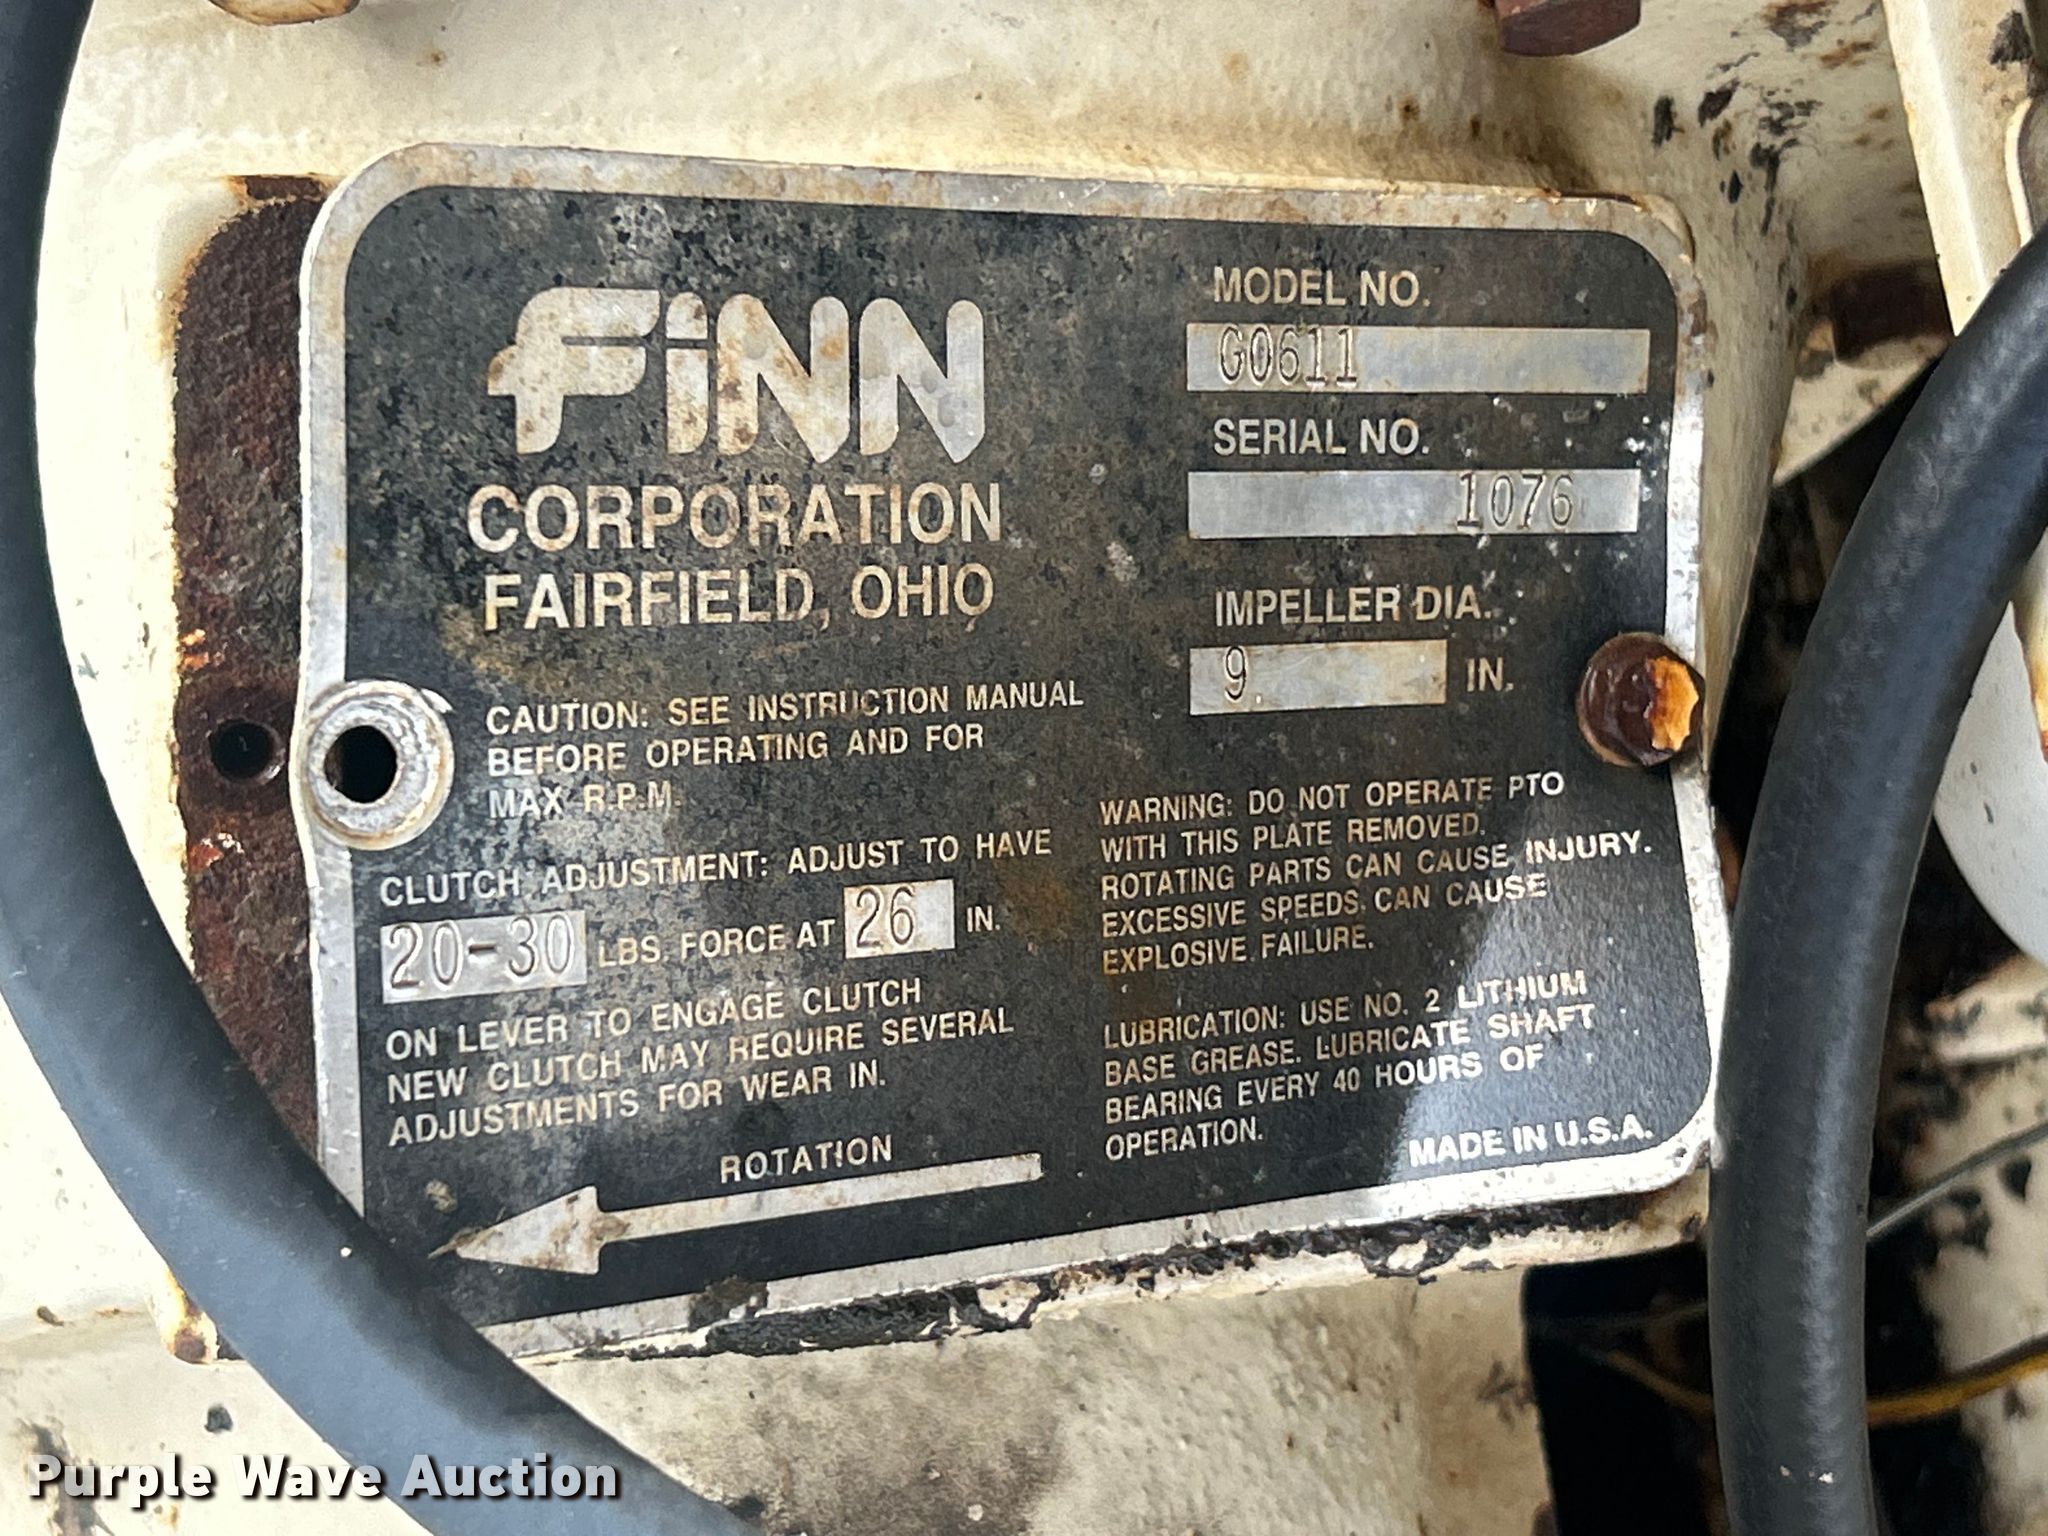 FiNN
CORPORATION
FAIRFIELD, OHIO
MODEL NO.
G0611
SERIAL NO.
1076
IMPELLER DIA.
9. IN.
CAUTION: SEE INSTRUCTION MANUAL
BEFORE OPERATING AND FOR
MAX R.P.M.
CLUTCH ADJUSTMENT: ADJUST TO HAVE
20-30 LBS. FORCE AT 26 IN.
ON LEVER TO ENGAGE CLUTCH
NEW CLUTCH MAY REQUIRE SEVERAL
ADJUSTMENTS FOR WEAR IN.
ROTATION
WARNING: DO NOT OPERATE PTO
WITH THIS PLATE REMOVED.
ROTATING PARTS CAN CAUSE INJURY.
EXCESSIVE SPEEDS CAN CAUSE
EXPLOSIVE FAILURE.
LUBRICATION: USE NO. 2 LITHIUM
BASE GREASE. LUBRICATE SHAFT
BEARING EVERY 40 HOURS OF
OPERATION.
MADE IN U.S.A.
Purple Wave Auction